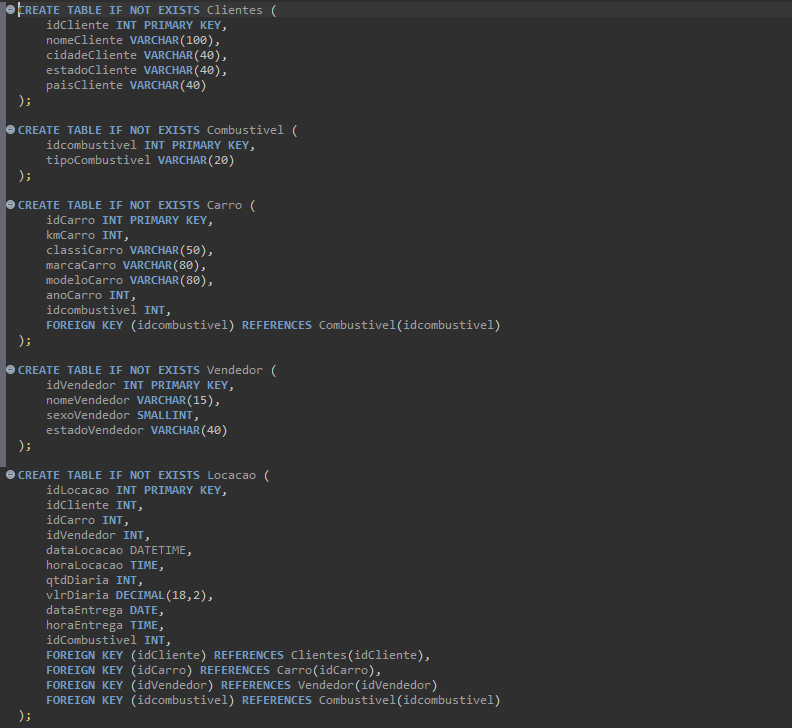 CREATE TABLE IF NOT EXISTS Clientes (
    idCliente INT PRIMARY KEY,
    nomeCliente VARCHAR(100),
    cidadeCliente VARCHAR(40),
    estadoCliente VARCHAR(40),
    paisCliente VARCHAR(40)
);
CREATE TABLE IF NOT EXISTS Combustivel (
    idcombustivel INT PRIMARY KEY,
    tipoCombustivel VARCHAR(20)
);
CREATE TABLE IF NOT EXISTS Carro (
    idCarro INT PRIMARY KEY,
    kmCarro INT,
    classiCarro VARCHAR(50),
    marcaCarro VARCHAR(80),
    modeloCarro VARCHAR(80),
    anoCarro INT,
    idcombustivel INT,
    FOREIGN KEY (idcombustivel) REFERENCES Combustivel(idcombustivel)
);
CREATE TABLE IF NOT EXISTS Vendedor (
    idVendedor INT PRIMARY KEY,
    nomeVendedor VARCHAR(15),
    sexoVendedor SMALLINT,
    estadoVendedor VARCHAR(40)
);
CREATE TABLE IF NOT EXISTS Locacao (
    idLocacao INT PRIMARY KEY,
    idCliente INT,
    idCarro INT,
    idVendedor INT,
    dataLocacao DATETIME,
    horaLocacao TIME,
    qtdDiaria INT,
    vlrDiaria DECIMAL(18,2),
    dataEntrega DATE,
    horaEntrega TIME,
    idCombustivel INT,
    FOREIGN KEY (idCliente) REFERENCES Clientes(idCliente),
    FOREIGN KEY (idCarro) REFERENCES Carro(idCarro),
    FOREIGN KEY (idVendedor) REFERENCES Vendedor(idVendedor)
    FOREIGN KEY (idcombustivel) REFERENCES Combustivel(idcombustivel)
);